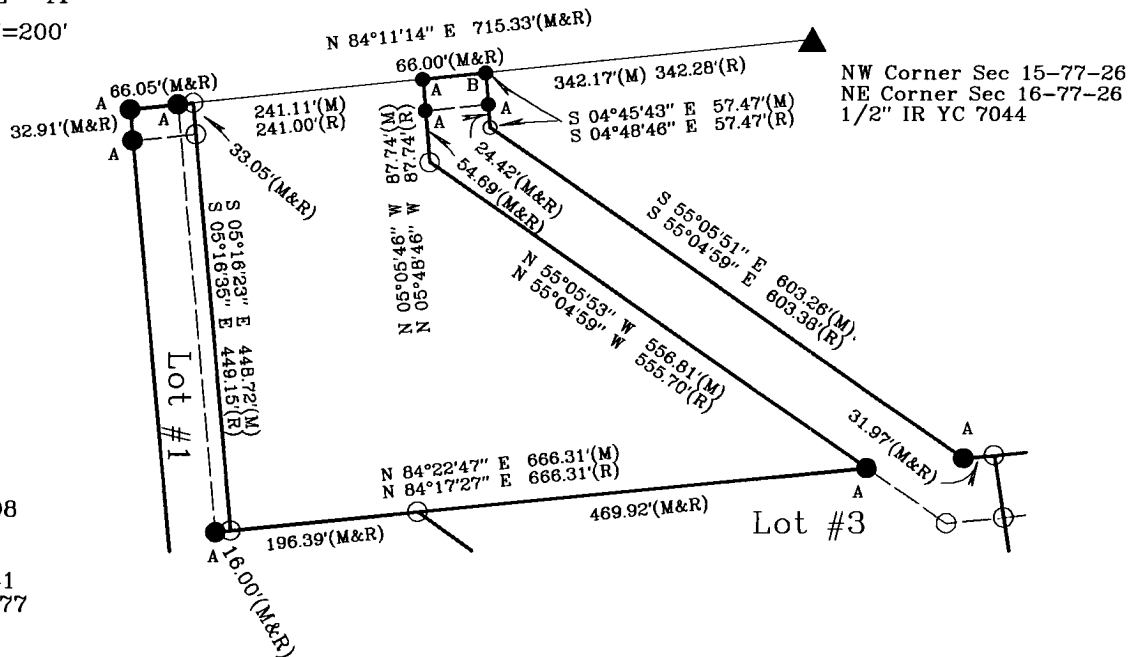 =200'
N 84°11'14" E 715.33'(M&R)
66.00'(M&R)
66.05'(M&R)
A
32.91'(M&R)
A
A
241.11'(M)
241.00'(R)
A
B
A
A
342.17'(M) 342.28'(R)
NW Corner Sec 15-77-26
NE Corner Sec 16-77-26
1/2" IR YC 7044
S 04°45'43" E 57.47'(M)
S 04°48'46" E 57.47'(R)
33.05'(M&R)
24.42'(M&R)
54.69'(M&R)
N 05°05'46" W 87.74'(M)
N 05°48'46" W 87.74'(R)
S 05°16'23" E 448.72'(M)
S 05°16'35" E 449.15'(R)
S 55°05'51" E 603.26'(M).
S 55°04'59" E 603.38'(R)
N 55°05'53" W 556.81'(M)
N 55°04'59" W 555.70'(R)
Lot #1
31.97'(M&R)
A
N 84°22'47" E 666.31'(M)
N 84°17'27" E 666.31'(R)
A
469.92'(M&R)
Lot #3
196.39'(M&R)
A
16.00'(M&R)
77